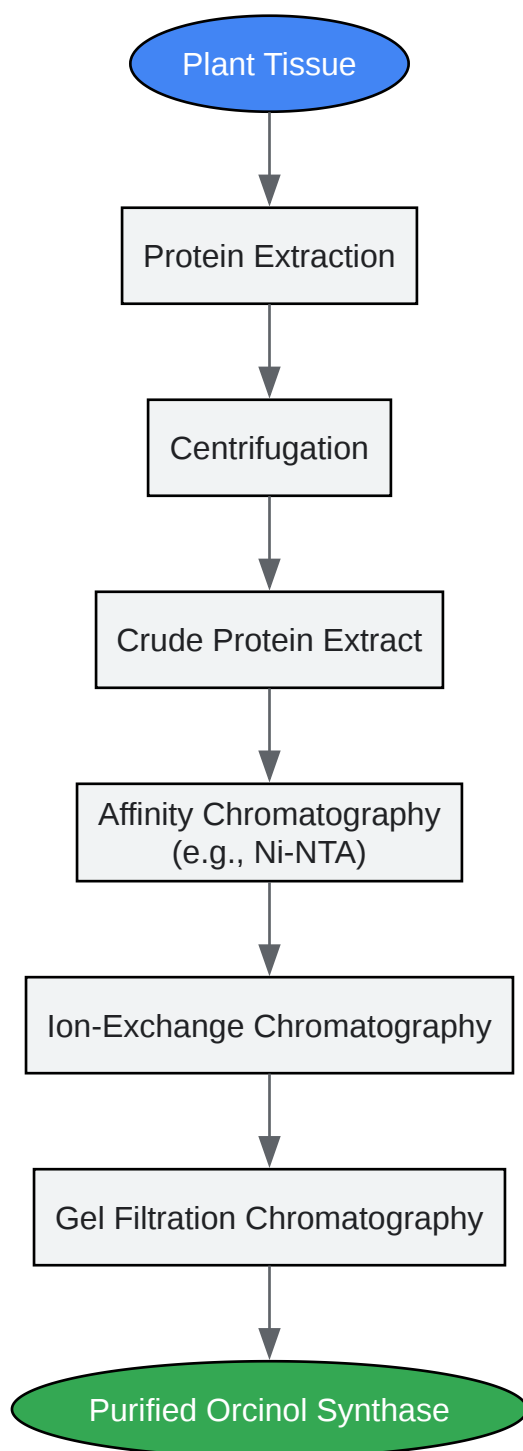 Plant Tissue
Protein Extraction
Centrifugation
Crude Protein Extract
Affinity Chromatography
(e.g., Ni-NTA)
Ion-Exchange Chromatography
Gel Filtration Chromatography
Purified Orcinol Synthase